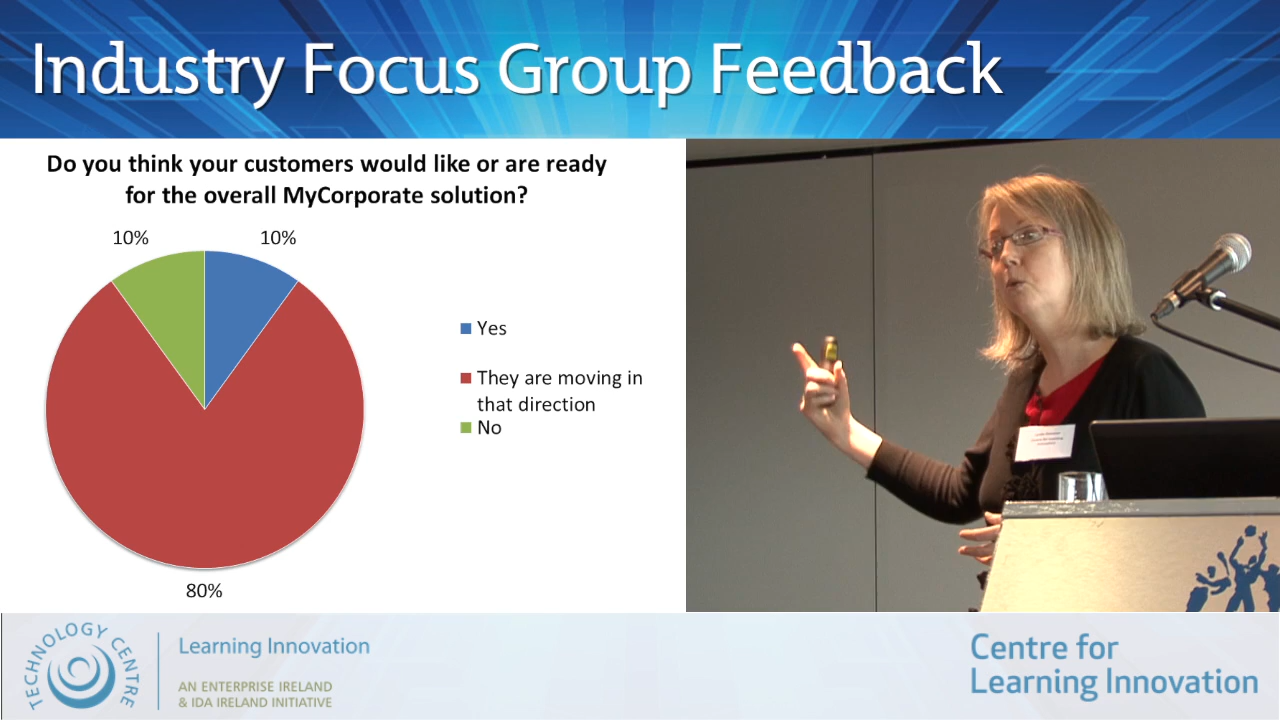 Industry Focus Group Feedback
Do you think your customers would like or are ready
for the overall MyCorporate solution?
10%
10%
Yes
They are moving in
that direction
No
80%
TECHNOLOGY CENTRE
Learning Innovation
AN ENTERPRISE IRELAND
& IDA IRELAND INITIATIVE
Centre for
Learning Innovation